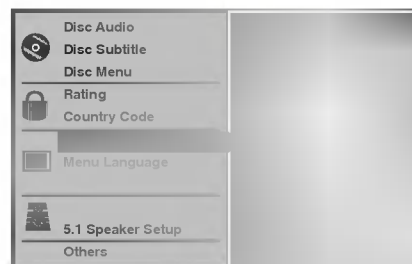 Disc Audio
Disc Subtitle
Disc Menu
Rating
Country Code
Menu Language
5.1 Speaker Setup
Others